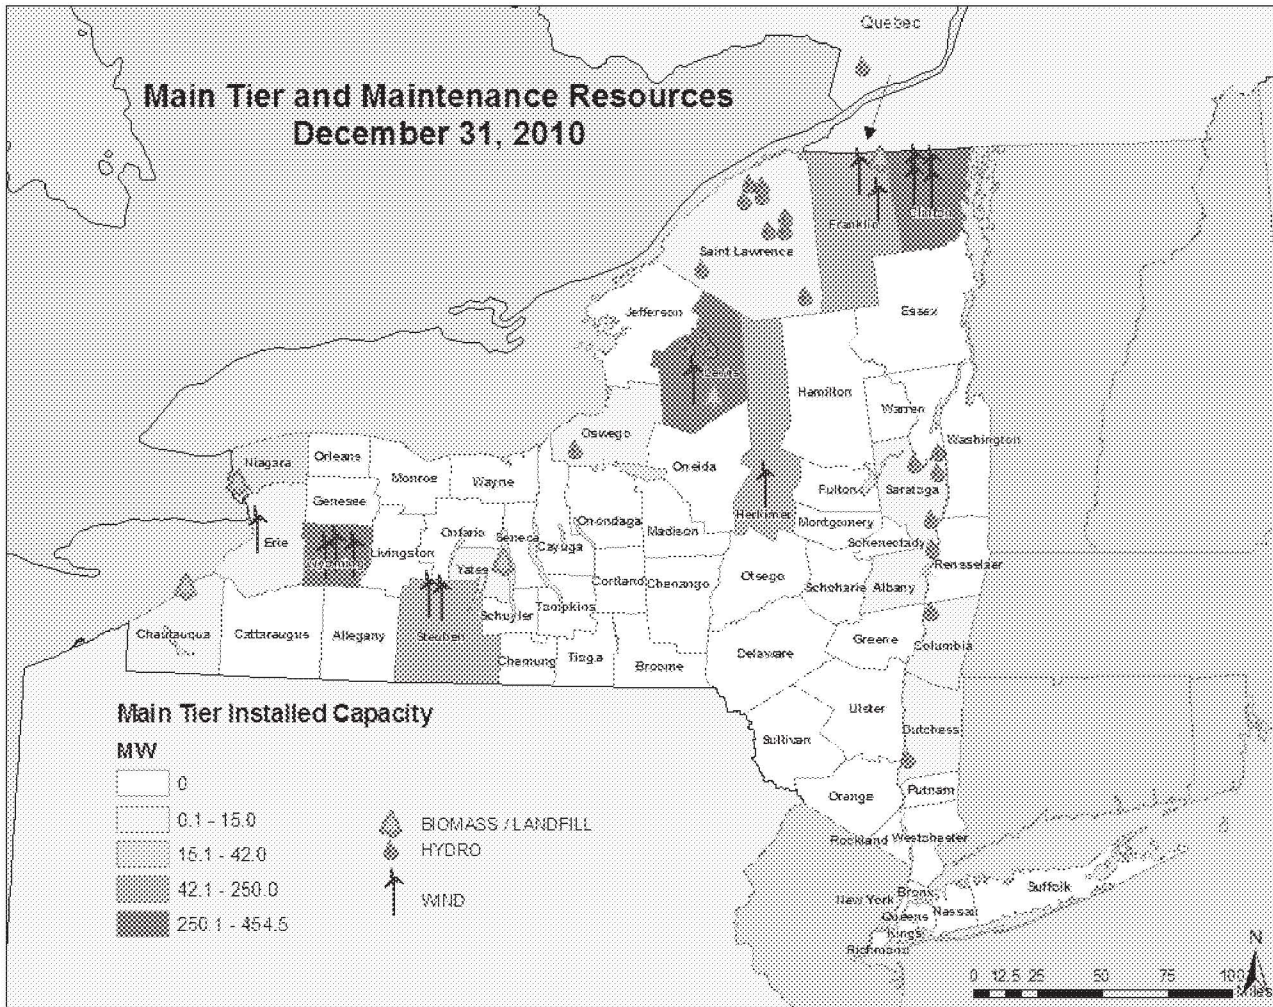 Quebec
Main Tier and Maintenance Resources
December 31, 2010
Franklin
Clinton
Saint Lawrence
Jefferson
Essex
Lewis
Hamilton
Warren
Washington
Oswego
Oneida
Niagara
Orleans
Monroe
Wayne
Genesee
Fulton
Saratoga
Herkimer
Montgomery
Onondaga
Madison
Ontario
Seneca
Cayuga
Schenectady
Erie
Wyoming
Livingston
Yates
Rensselaer
Otsego
Schoharie
Albany
Cortland
Chenango
Schuyler
Tompkins
Chautauqua
Cattaraugus
Allegany
Steuben
Greene
Columbia
Chemung
Tioga
Broome
Delaware
Ulster
Dutchess
Sullivan
Orange
Putnam
Rockland
Westchester
Suffolk
New York
Bronx
Nassau
Queens
Kings
Richmond
Main Tier Installed Capacity
MW
0
0.1 - 15.0
15.1 - 42.0
42.1 - 250.0
250.1 - 454.5
BIOMASS / LANDFILL
HYDRO
WIND
N
0 12.5 25 50 75 100
Miles